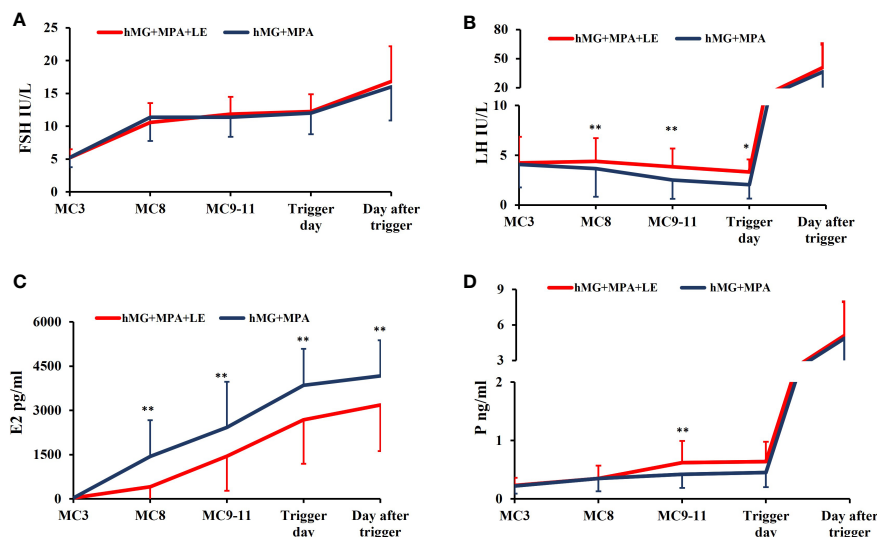 A
hMG+MPA+LE hMG+MPA
25
20
15
10
5
0
FSH IU/L
MC3 MC8 MC9-11 Trigger day Day after trigger
B
hMG+MPA+LE hMG+MPA
80
50
20
10
5
0
LH IU/L
** ** *
MC3 MC8 MC9-11 Trigger day Day after trigger
C
hMG+MPA+LE hMG+MPA
6000
4500
3000
1500
0
E2 pg/ml
** ** ** **
MC3 MC8 MC9-11 Trigger day Day after trigger
D
hMG+MPA+LE hMG+MPA
9
6
3
2
1
0
P ng/ml
**
MC3 MC8 MC9-11 Trigger day Day after trigger